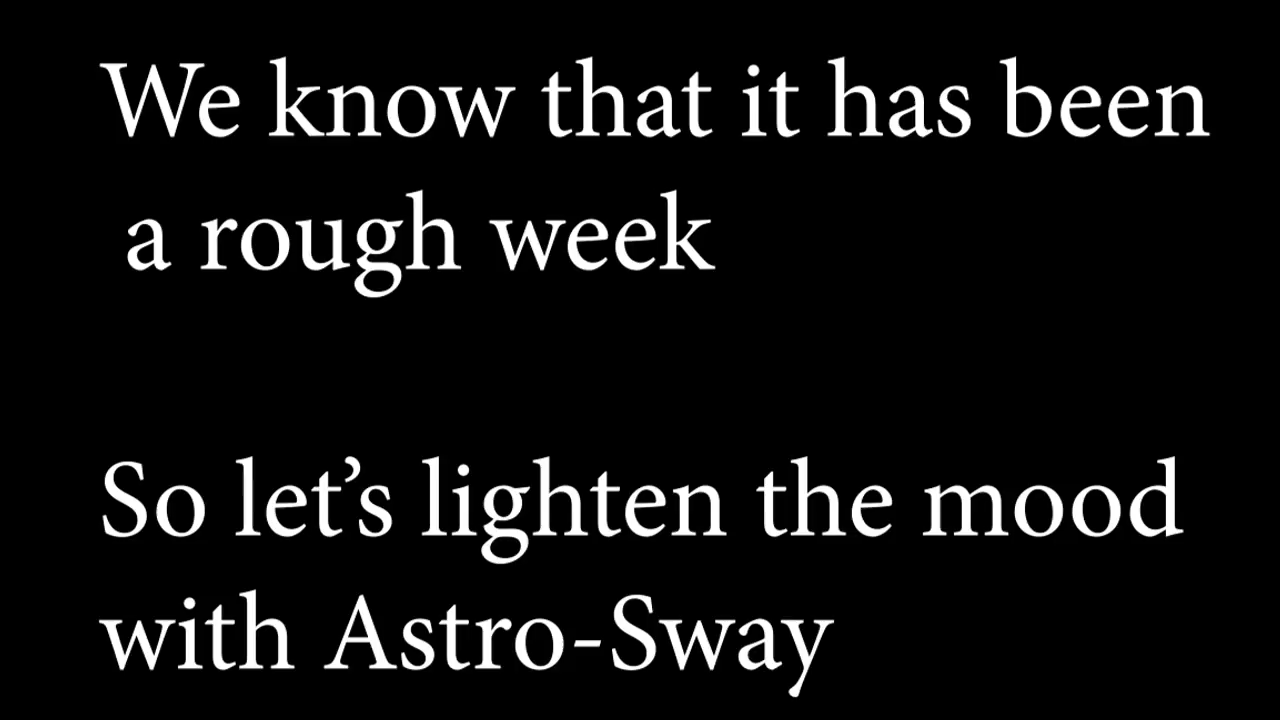 We know that it has been
a rough week
So let’s lighten the mood
with Astro-Sway